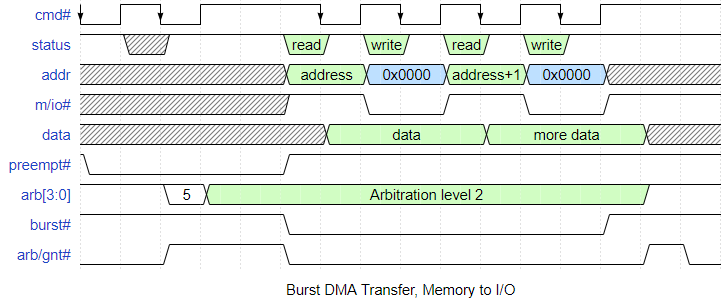 cmd#
status read write read write
addr address 0x0000 address+1 0x0000
m/io#
data data more data
preempt#
arb[3:0] 5 Arbitration level 2
burst#
arb/gnt#
Burst DMA Transfer, Memory to I/O